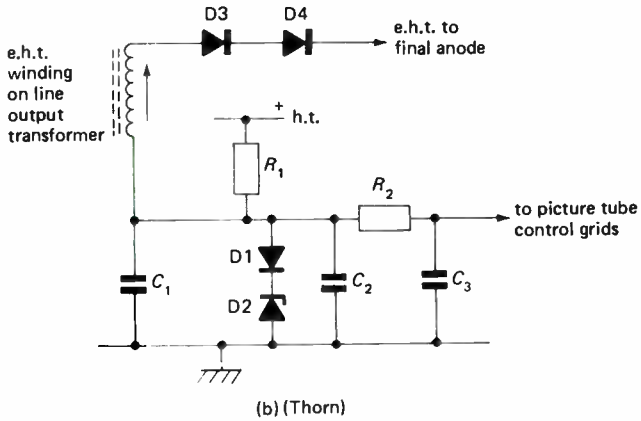 D3
D4
e.h.t. to
final anode
e.h.t.
winding
on line
output
transformer
+
h.t.
R1
R2
to picture tube
control grids
D1
C1
C2
C3
D2
(b) (Thorn)